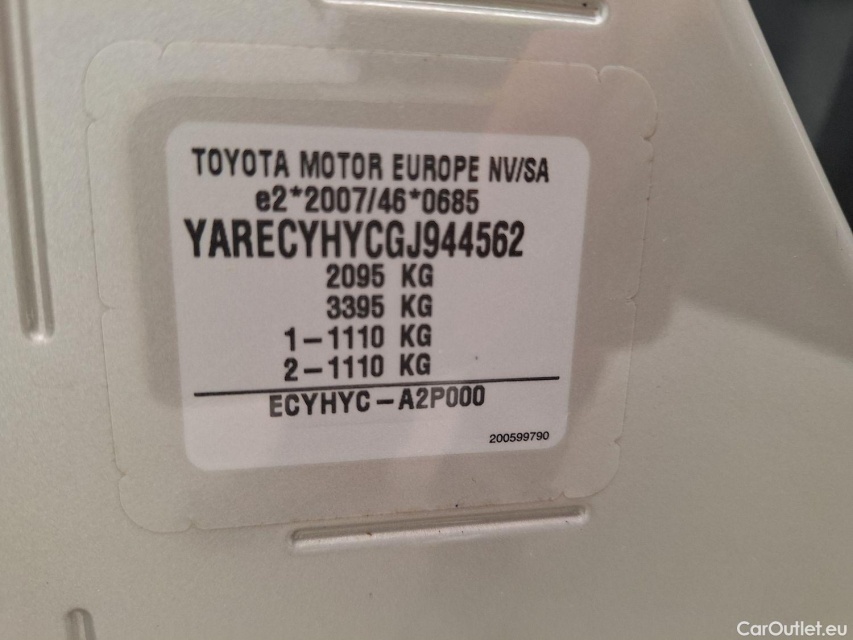 TOYOTA MOTOR EUROPE NV/SA
e2*2007/46*0685
YARECYHYCGJ944562
2095 KG
3395 KG
1-1110 KG
2-1110 KG
ECYHYC-A2P000
200599790
CarOutlet.eu